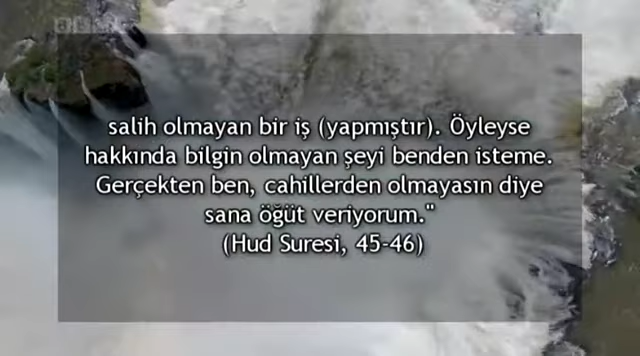 salih olmayan bir iş (yapmıştır). Öyleyse
hakkında bilgin olmayan şeyi benden isteme.
Gerçekten ben, cahillerden olmayasın diye
sana öğüt veriyorum."
(Hud Suresi, 45-46)